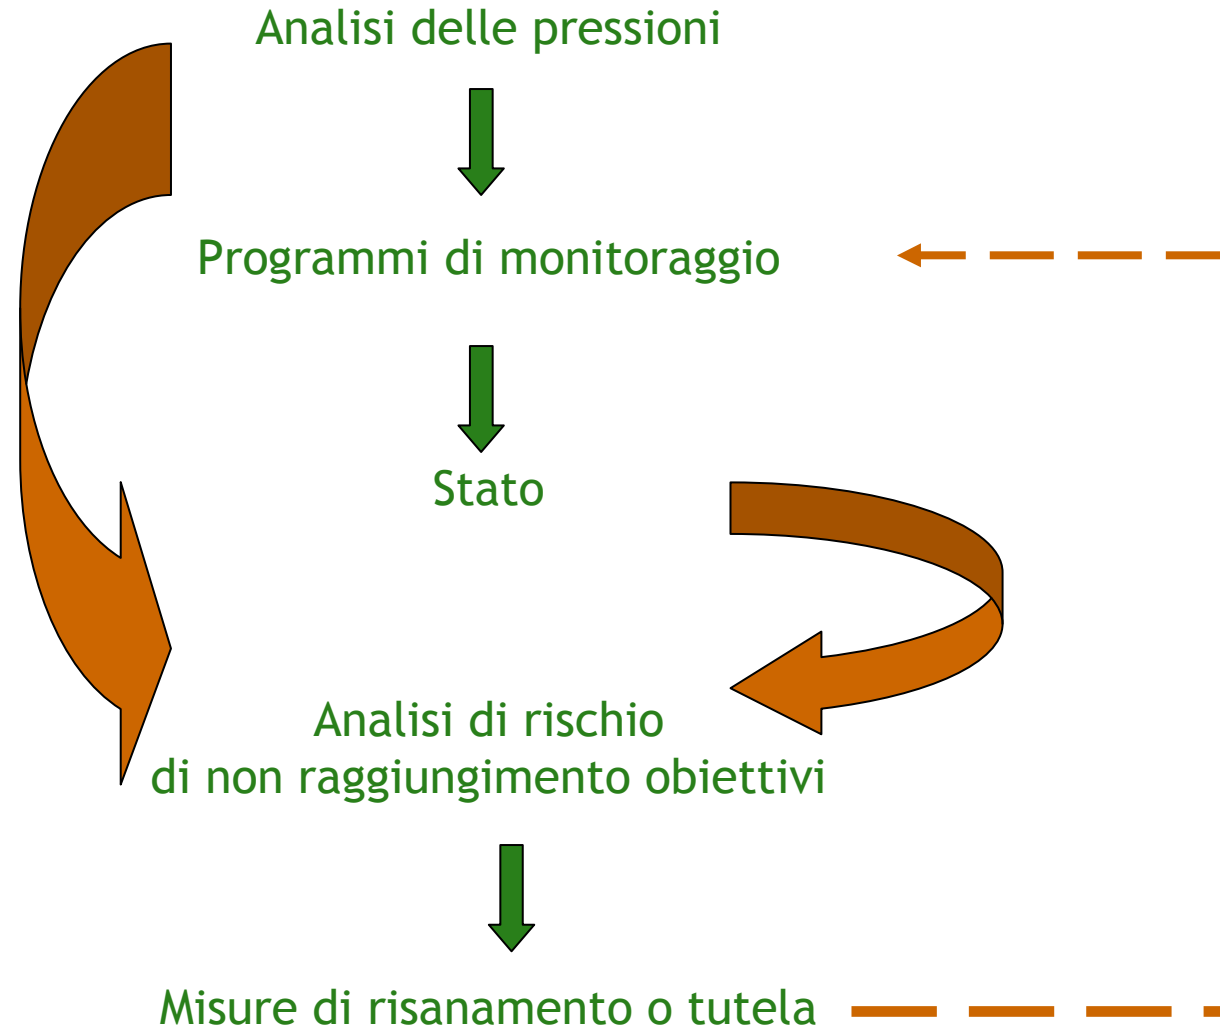 Analisi delle pressioni
Programmi di monitoraggio
Stato
Analisi di rischio
di non raggiungimento obiettivi
Misure di risanamento o tutela